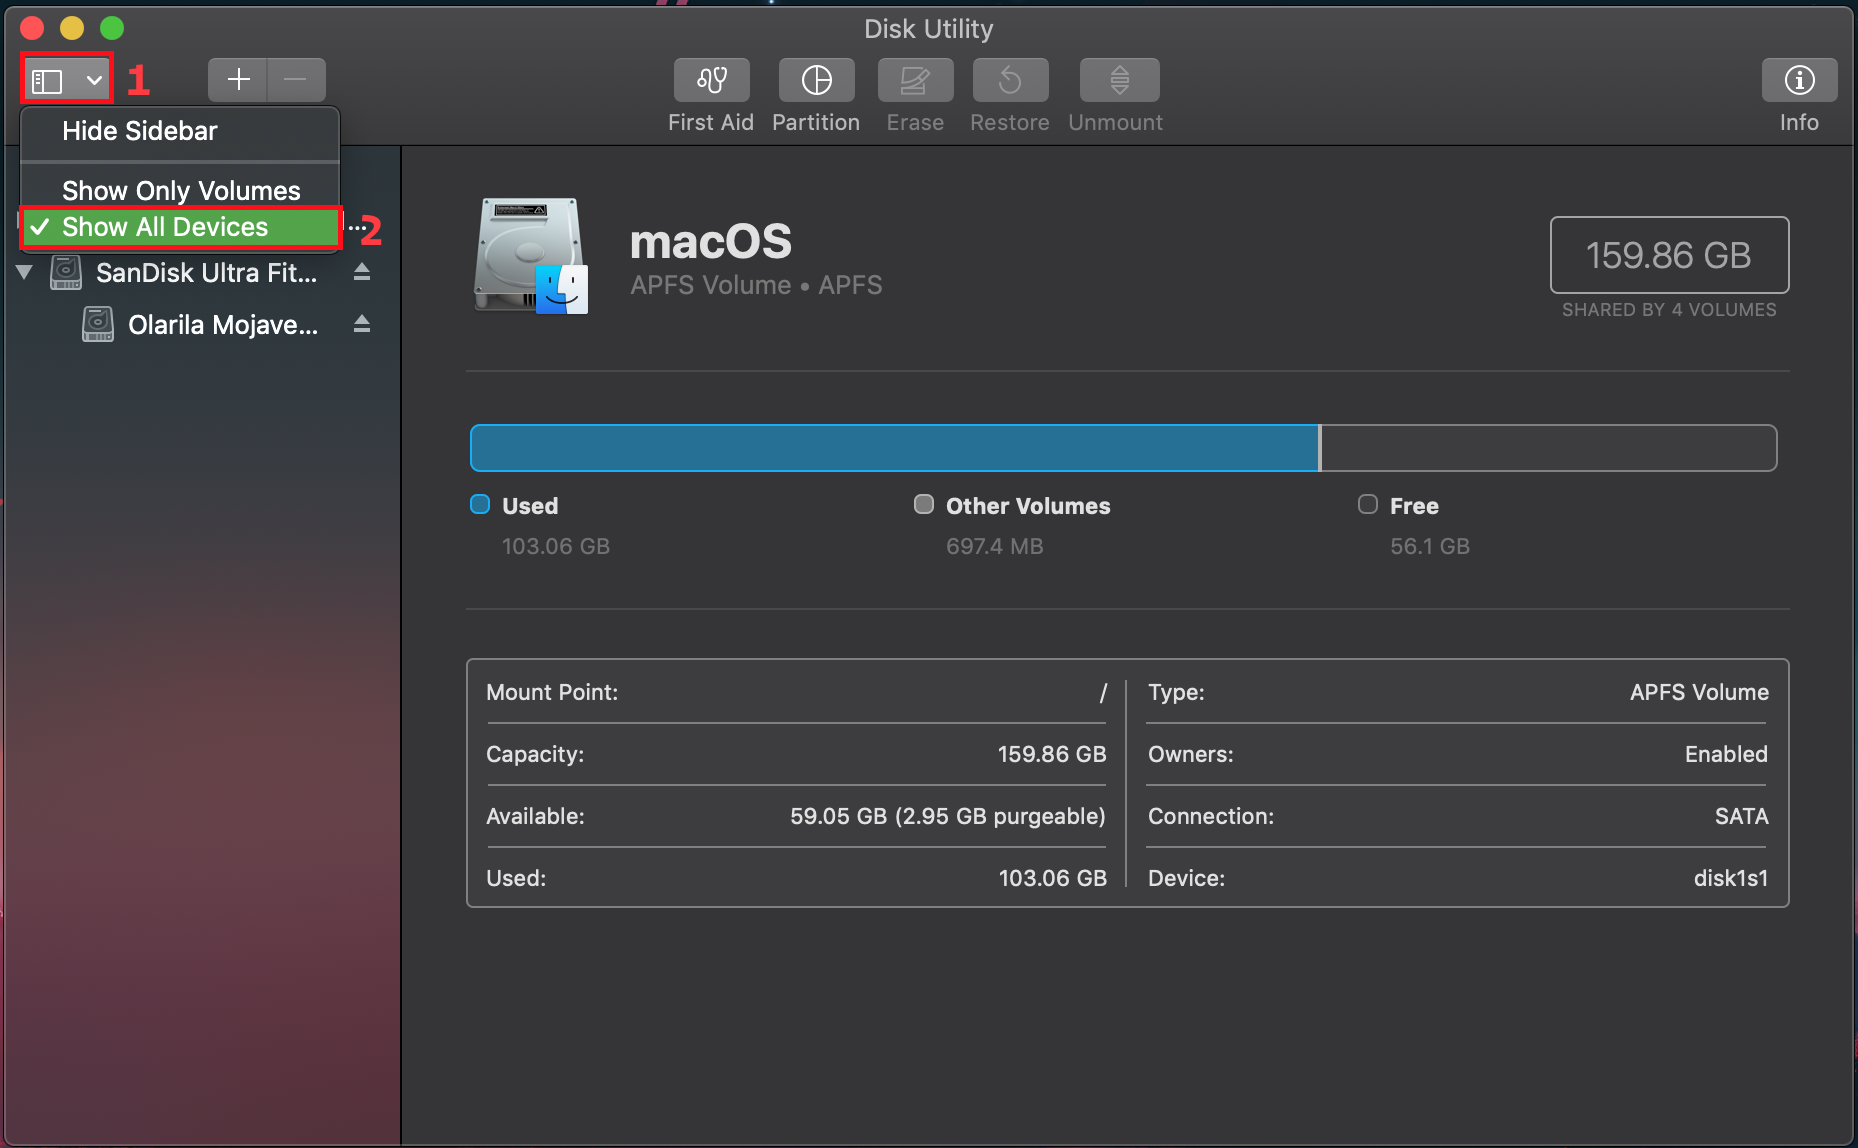 Disk Utility
1
First Aid
Partition
Erase
Restore
Unmount
Info
Hide Sidebar
Show Only Volumes
✓ Show All Devices
... 2
SanDisk Ultra Fit...
Olarila Mojave...
macOS
APFS Volume • APFS
159.86 GB
SHARED BY 4 VOLUMES
Used
103.06 GB
Other Volumes
697.4 MB
Free
56.1 GB
Mount Point: /
Capacity: 159.86 GB
Available: 59.05 GB (2.95 GB purgeable)
Used: 103.06 GB
Type: APFS Volume
Owners: Enabled
Connection: SATA
Device: disk1s1